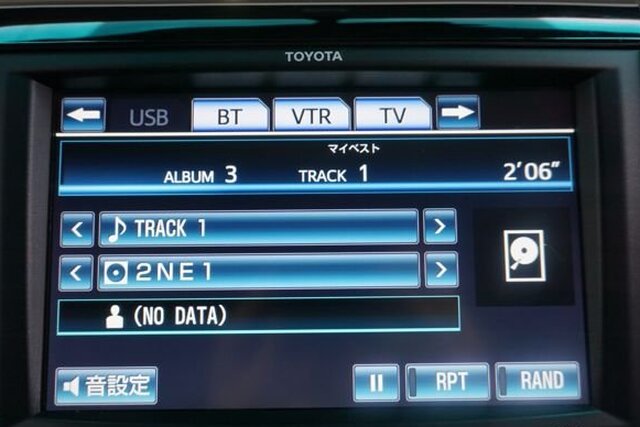 TOYOTA
USB BT VTR TV
マイベスト
ALBUM 3 TRACK 1 2'06"
TRACK 1
2NE1
(NO DATA)
音設定 RPT RAND